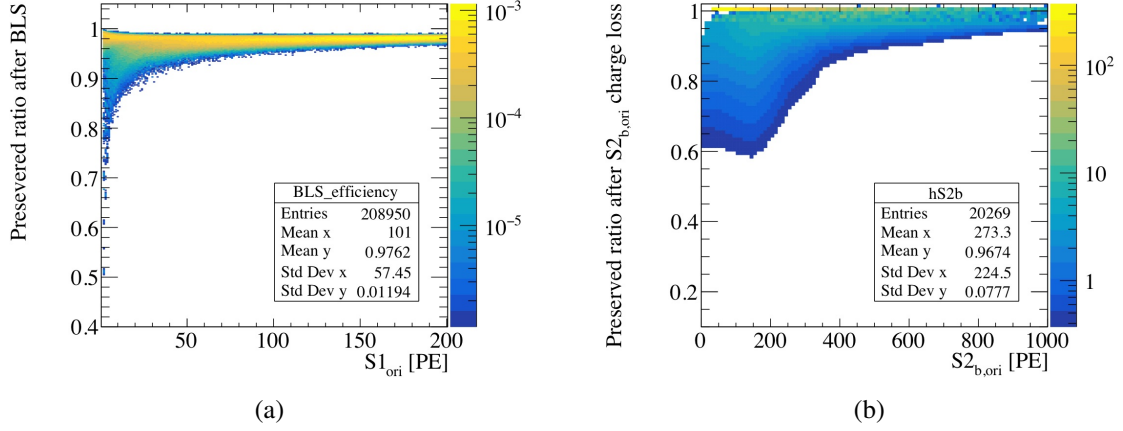 Presevered ratio after BLS
1
0.9
0.8
0.7
0.6
0.5
0.4
50
100
150
200
S1ori [PE]
10−3
10−4
10−5
BLS_efficiency
Entries 208950
Mean x 101
Mean y 0.9762
Std Dev x 57.45
Std Dev y 0.01194
(a)
Preserved ratio after S2b,ori charge loss
1
0.8
0.6
0.4
0.2
0
200
400
600
800
1000
S2b,ori [PE]
102
10
1
hS2b
Entries 20269
Mean x 273.3
Mean y 0.9674
Std Dev x 224.5
Std Dev y 0.0777
(b)